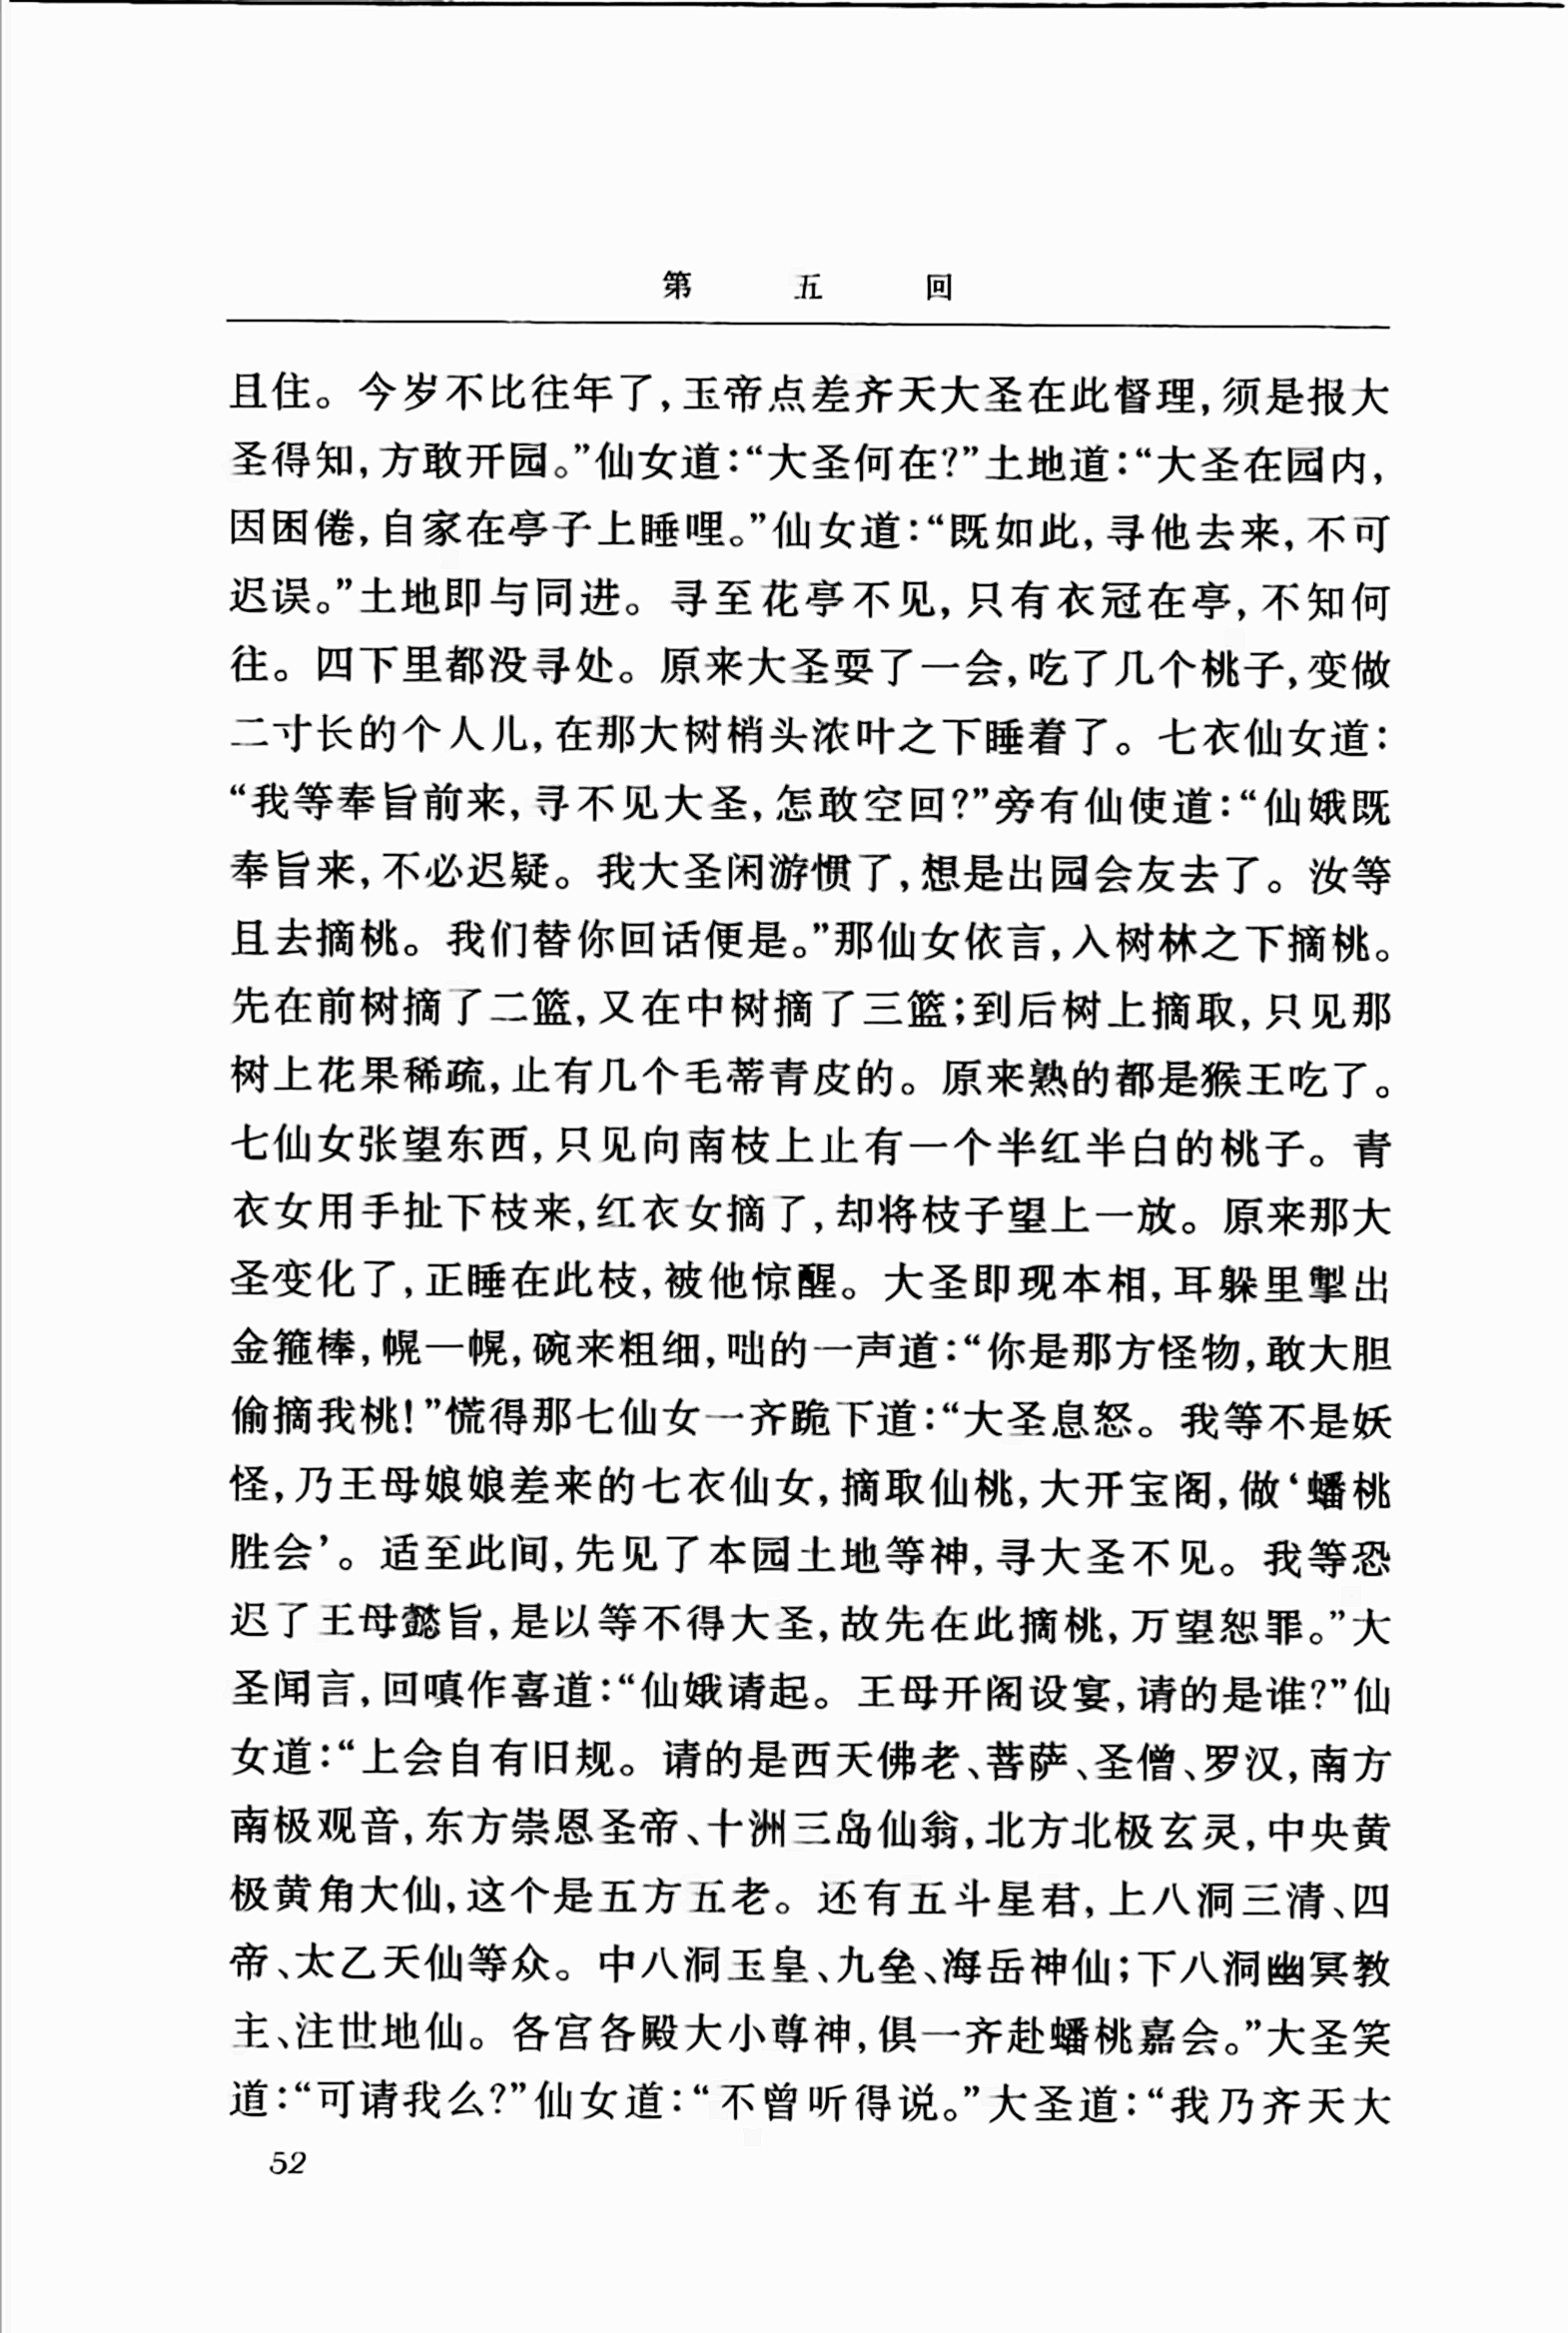 第五回
且住。今岁不比往年了,玉帝点差齐天大圣在此督理,须是报大
圣得知,方敢开园。”仙女道:“大圣何在?”土地道:“大圣在园内,
因困倦,自家在亭子上睡哩。”仙女道:“既如此,寻他去来,不可
迟误。”土地即与同进。寻至花亭不见,只有衣冠在亭,不知何
往。四下里都没寻处。原来大圣耍了一会,吃了几个桃子,变做
二寸长的个人儿,在那大树梢头浓叶之下睡着了。七衣仙女道:
“我等奉旨前来,寻不见大圣,怎敢空回?”旁有仙使道:“仙娥既
奉旨来,不必迟疑。我大圣闲游惯了,想是出园会友去了。汝等
且去摘桃。我们替你回话便是。”那仙女依言,入树林之下摘桃。
先在前树摘了二篮,又在中树摘了三篮;到后树上摘取,只见那
树上花果稀疏,止有几个毛蒂青皮的。原来熟的都是猴王吃了。
七仙女张望东西,只见向南枝上止有一个半红半白的桃子。青
衣女用手扯下枝来,红衣女摘了,却将枝子望上一放。原来那大
圣变化了,正睡在此枝,被他惊醒。大圣即现本相,耳躲里掣出
金箍棒,幌一幌,碗来粗细,咄的一声道:“你是那方怪物,敢大胆
偷摘我桃!”慌得那七仙女一齐跪下道:“大圣息怒。我等不是妖
怪,乃王母娘娘差来的七衣仙女,摘取仙桃,大开宝阁,做‘蟠桃
胜会’。适至此间,先见了本园土地等神,寻大圣不见。我等恐
迟了王母懿旨,是以等不得大圣,故先在此摘桃,万望恕罪。”大
圣闻言,回嗔作喜道:“仙娥请起。王母开阁设宴,请的是谁?”仙
女道:“上会自有旧规。请的是西天佛老、菩萨、圣僧、罗汉,南方
南极观音,东方崇恩圣帝、十洲三岛仙翁,北方北极玄灵,中央黄
极黄角大仙,这个是五方五老。还有五斗星君,上八洞三清、四
帝、太乙天仙等众。中八洞玉皇、九垒、海岳神仙;下八洞幽冥教
主、注世地仙。各宫各殿大小尊神,俱一齐赴蟠桃嘉会。”大圣笑
道:“可请我么?”仙女道:“不曾听得说。”大圣道:“我乃齐天大
52